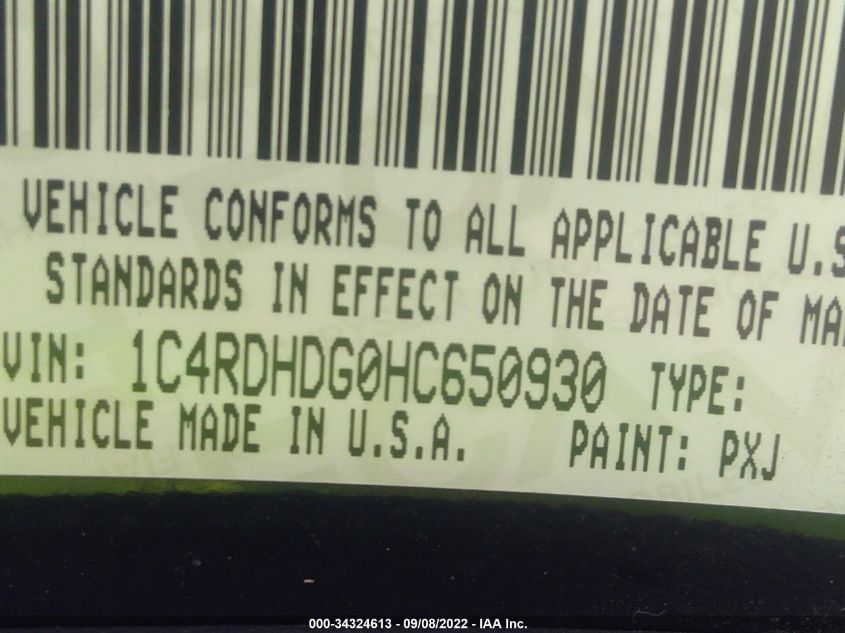 VEHICLE CONFORMS TO ALL APPLICABLE U.S
STANDARDS IN EFFECT ON THE DATE OF MA
VIN: 1C4RDHDG0HC650930 TYPE:
VEHICLE MADE IN U.S.A. PAINT: PXJ
000-34324613 - 09/08/2022 - IAA Inc.